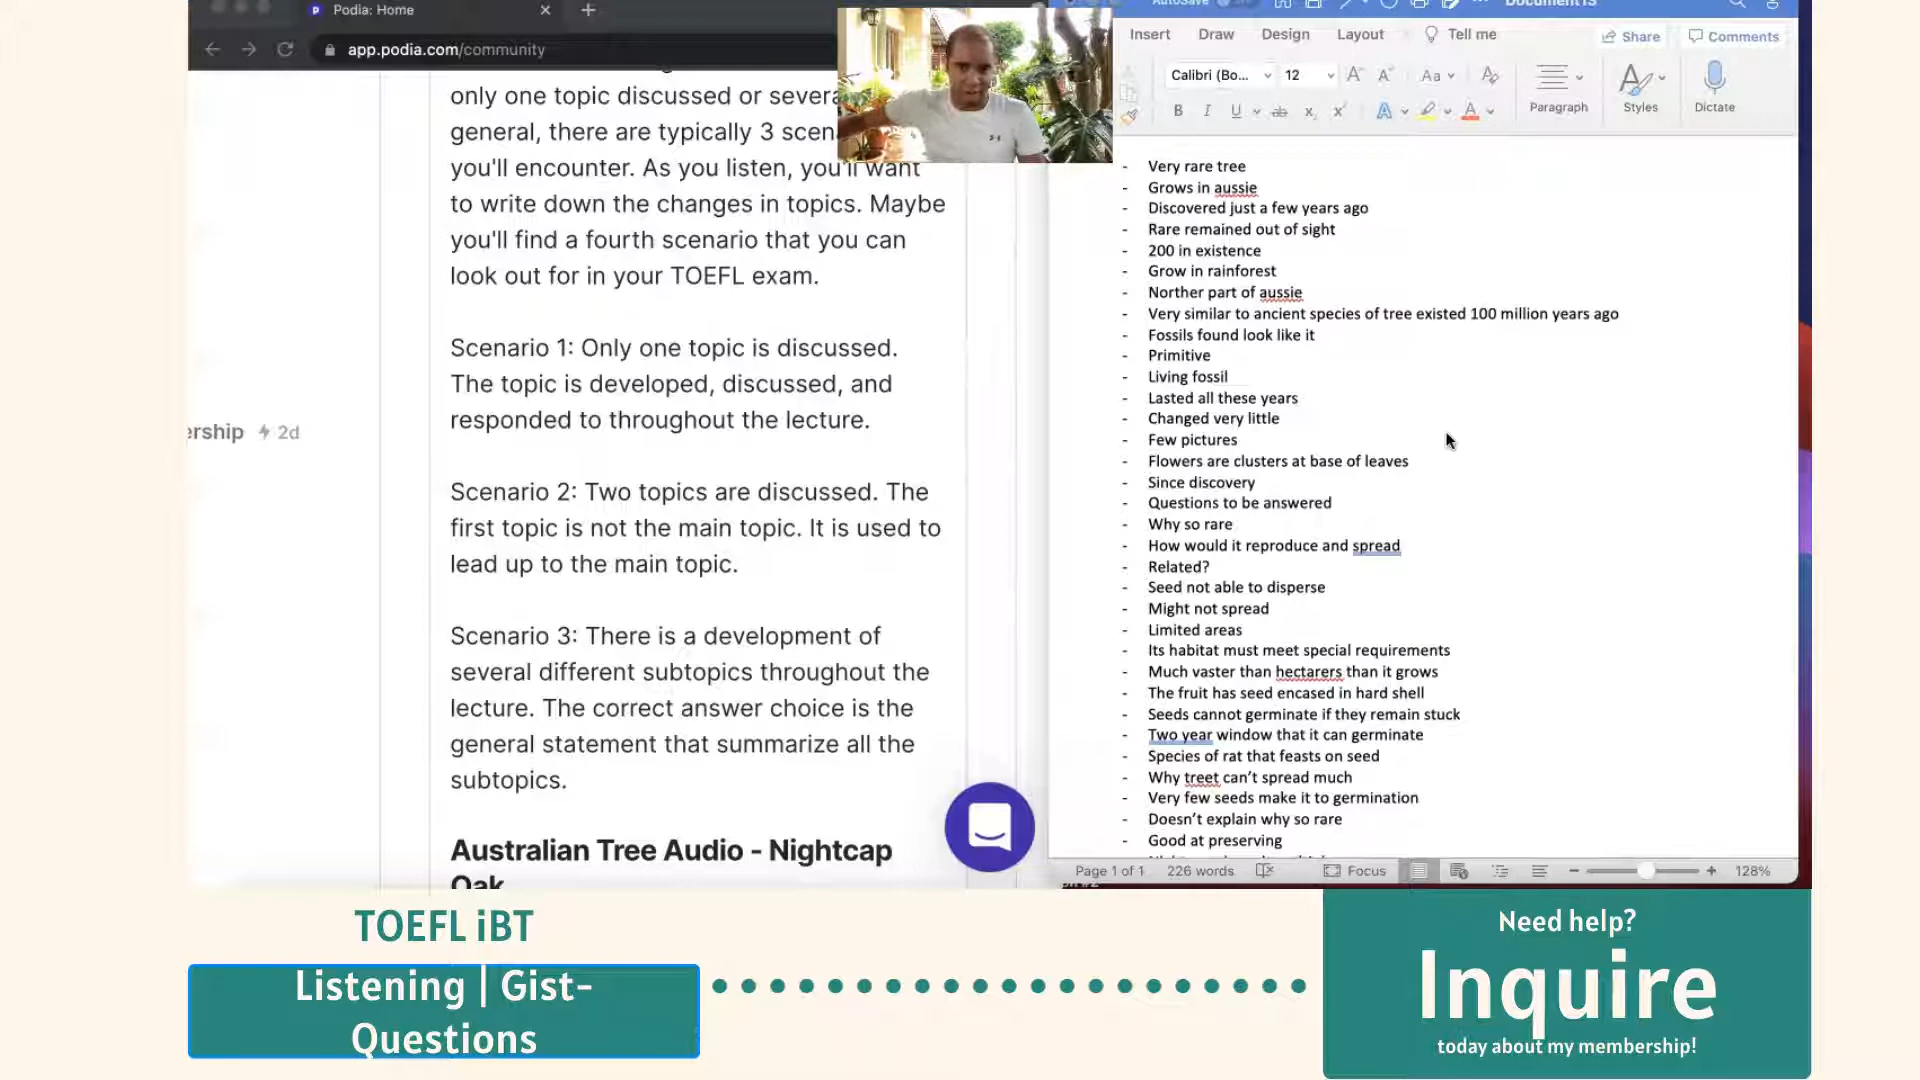 Podia: Home
app.podia.com/community
only one topic discussed or
general, there are typically 3
you'll encounter. As you listen, you'll want
to write down the changes in topics. Maybe
you'll find a fourth scenario that you can
look out for in your TOEFL exam.
Scenario 1: Only one topic is discussed.
The topic is developed, discussed, and
responded to throughout the lecture.
ership 2d
Scenario 2: Two topics are discussed. The
first topic is not the main topic. It is used to
lead up to the main topic.
Scenario 3: There is a development of
several different subtopics throughout the
lecture. The correct answer choice is the
general statement that summarize all the
subtopics.
Australian Tree Audio - Nightcap
Oak
AutoSave
Document13
Insert Draw Design Layout Tell me Share Comments
Calibri (Bo... 12 Aa
Paragraph Styles Dictate
- Very rare tree
- Grows in aussie
- Discovered just a few years ago
- Rare remained out of sight
- 200 in existence
- Grow in rainforest
- Norther part of aussie
- Very similar to ancient species of tree existed 100 million years ago
- Fossils found look like it
- Primitive
- Living fossil
- Lasted all these years
- Changed very little
- Few pictures
- Flowers are clusters at base of leaves
- Since discovery
- Questions to be answered
- Why so rare
- How would it reproduce and spread
- Related?
- Seed not able to disperse
- Might not spread
- Limited areas
- Its habitat must meet special requirements
- Much vaster than hectarers than it grows
- The fruit has seed encased in hard shell
- Seeds cannot germinate if they remain stuck
- Two year window that it can germinate
- Species of rat that feasts on seed
- Why treet can't spread much
- Very few seeds make it to germination
- Doesn't explain why so rare
- Good at preserving
Page 1 of 1 226 words Focus 128%
TOEFL iBT
Listening | Gist-
Questions
Need help?
Inquire
today about my membership!